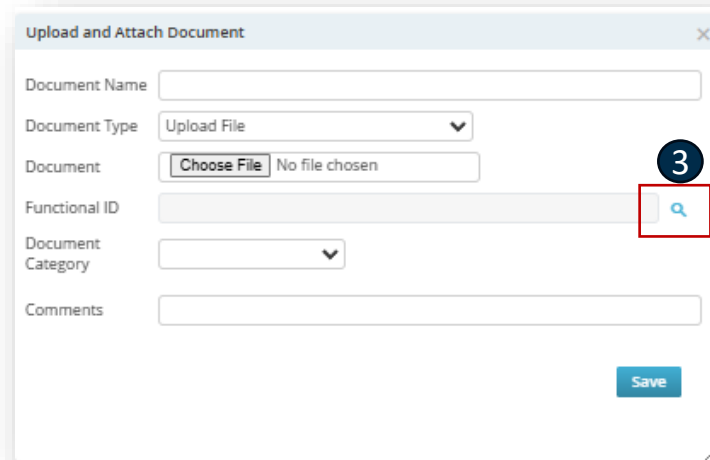 Upload and Attach Document
Document Name
Document Type Upload File
Document Choose File No file chosen
3
Functional ID
Document
Category
Comments
Save